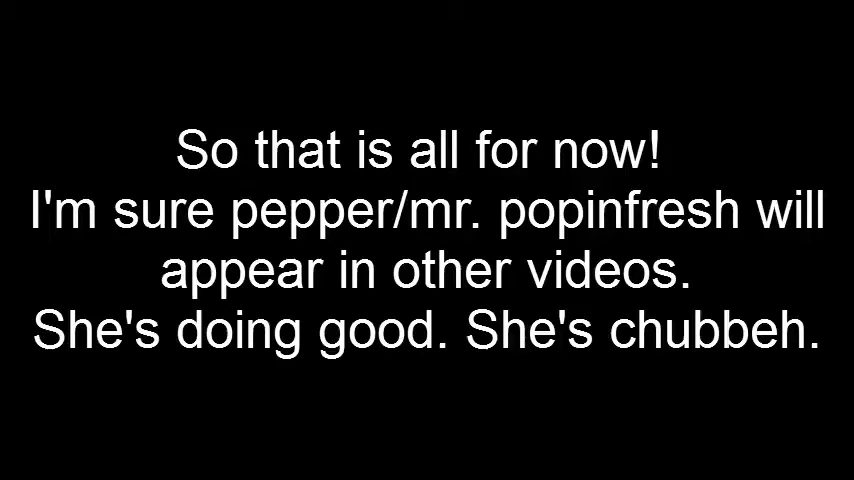 So that is all for now!
I'm sure pepper/mr. popinfresh will
appear in other videos.
She's doing good. She's chubbeh.